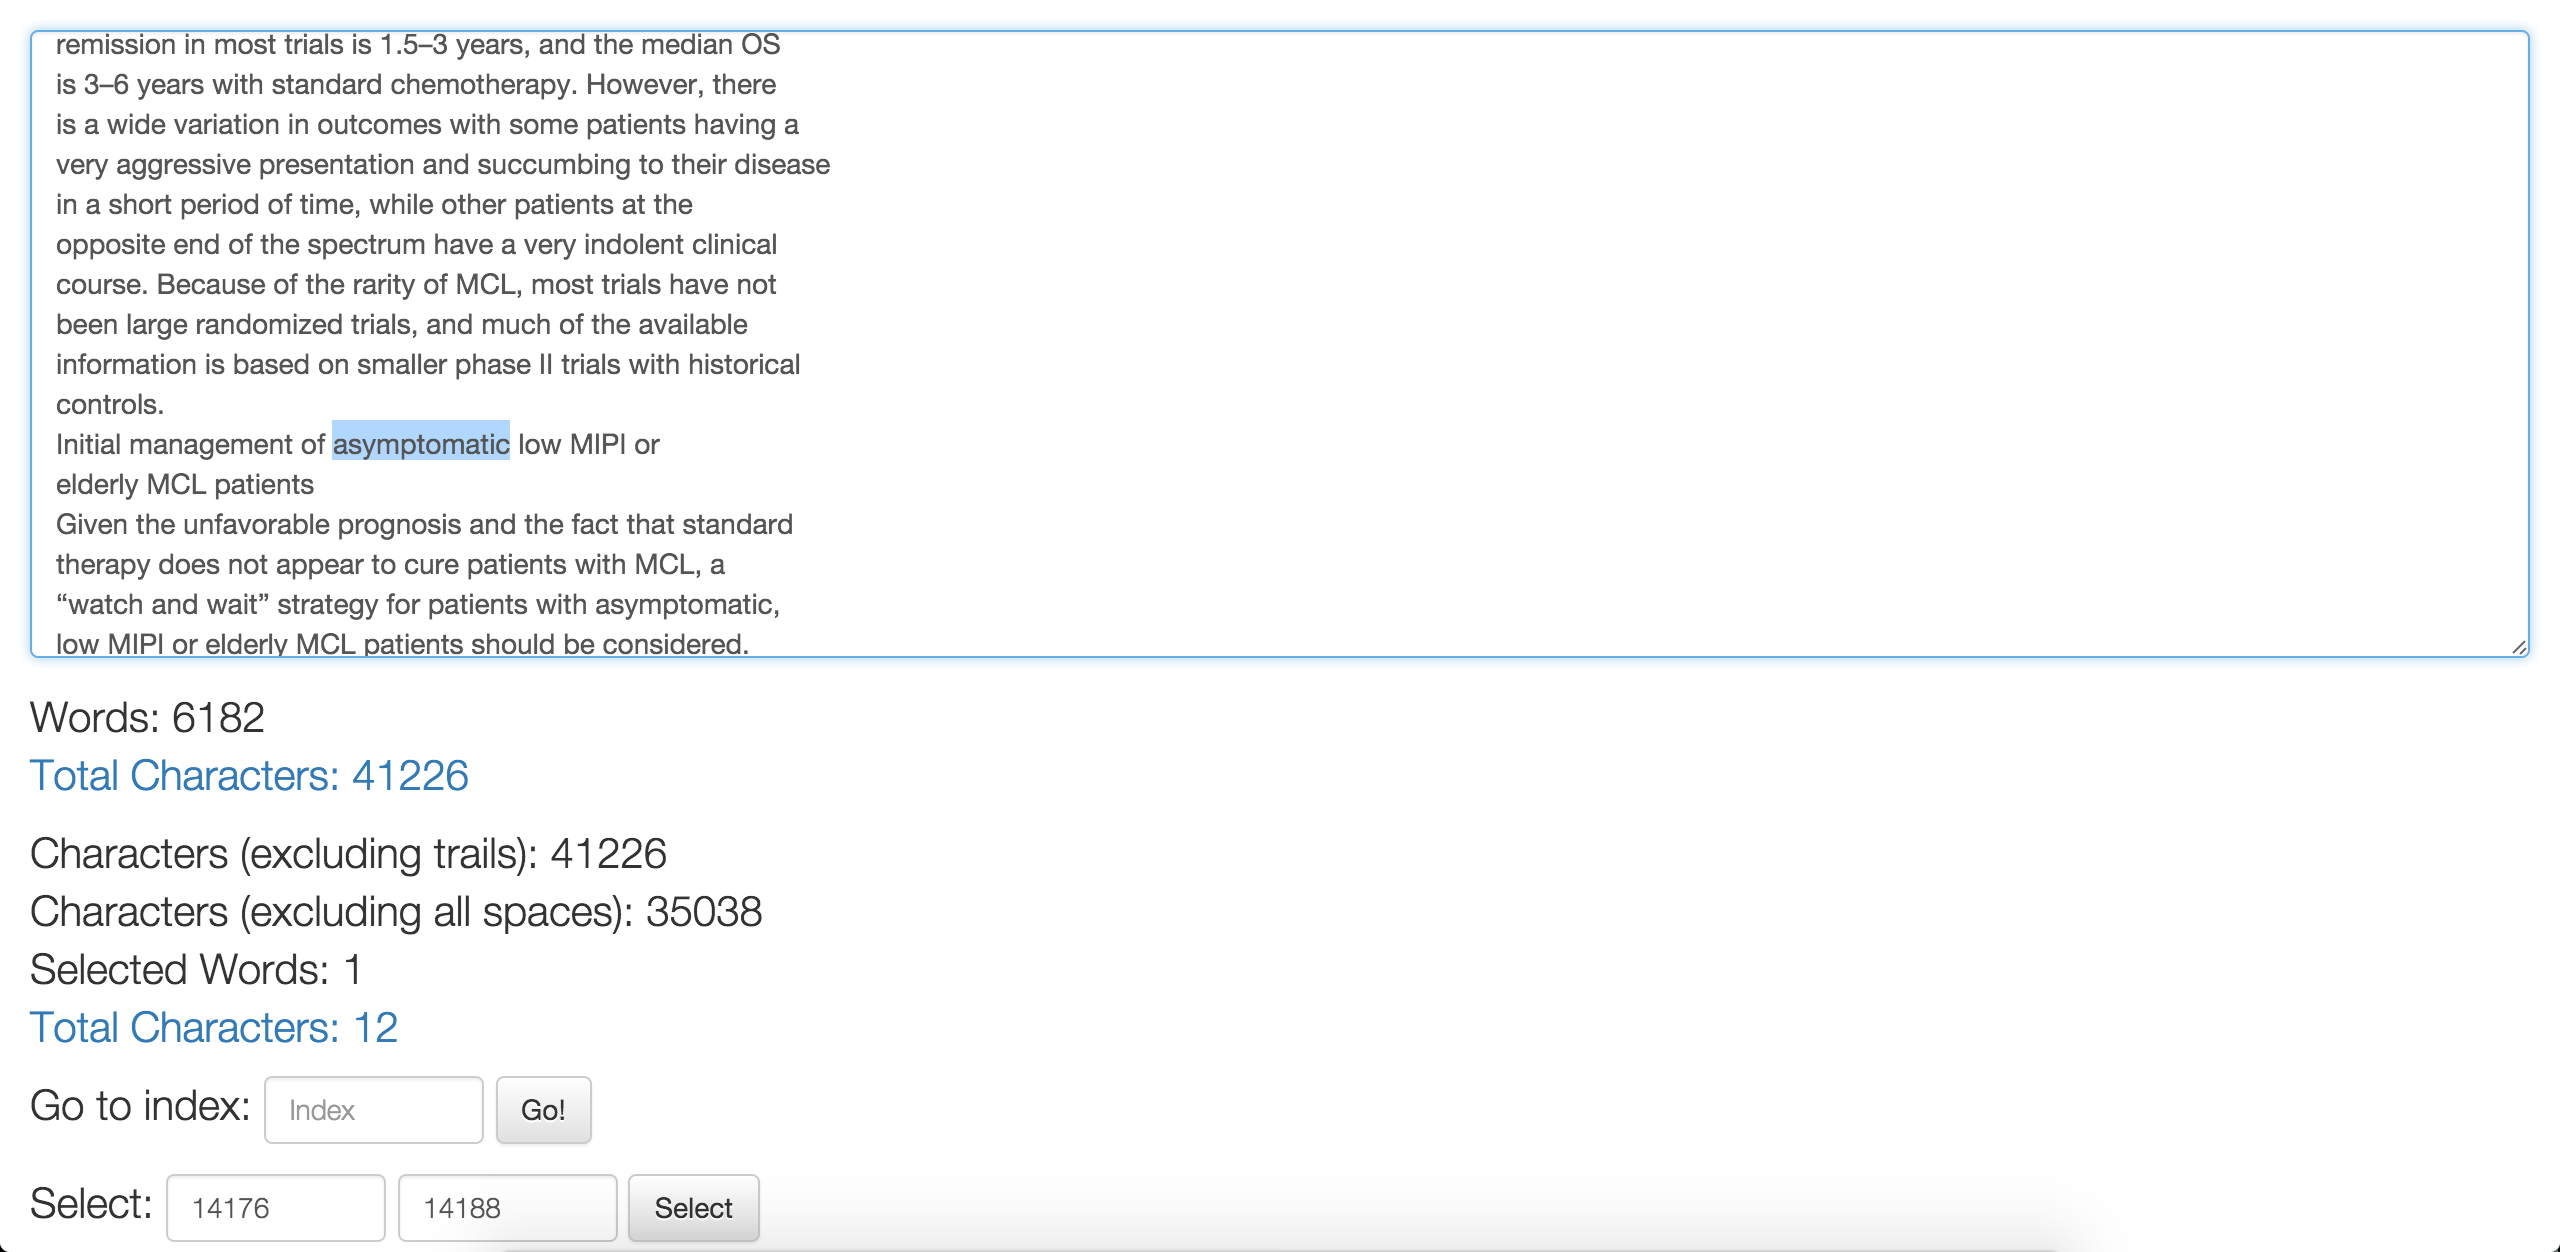 remission in most trials is 1.5–3 years, and the median OS
is 3–6 years with standard chemotherapy. However, there
is a wide variation in outcomes with some patients having a
very aggressive presentation and succumbing to their disease
in a short period of time, while other patients at the
opposite end of the spectrum have a very indolent clinical
course. Because of the rarity of MCL, most trials have not
been large randomized trials, and much of the available
information is based on smaller phase II trials with historical
controls.
Initial management of asymptomatic low MIPI or
elderly MCL patients
Given the unfavorable prognosis and the fact that standard
therapy does not appear to cure patients with MCL, a
“watch and wait” strategy for patients with asymptomatic,
low MIPI or elderly MCL patients should be considered.
Words: 6182
Total Characters: 41226
Characters (excluding trails): 41226
Characters (excluding all spaces): 35038
Selected Words: 1
Total Characters: 12
Go to index: Index Go!
Select: 14176 14188 Select